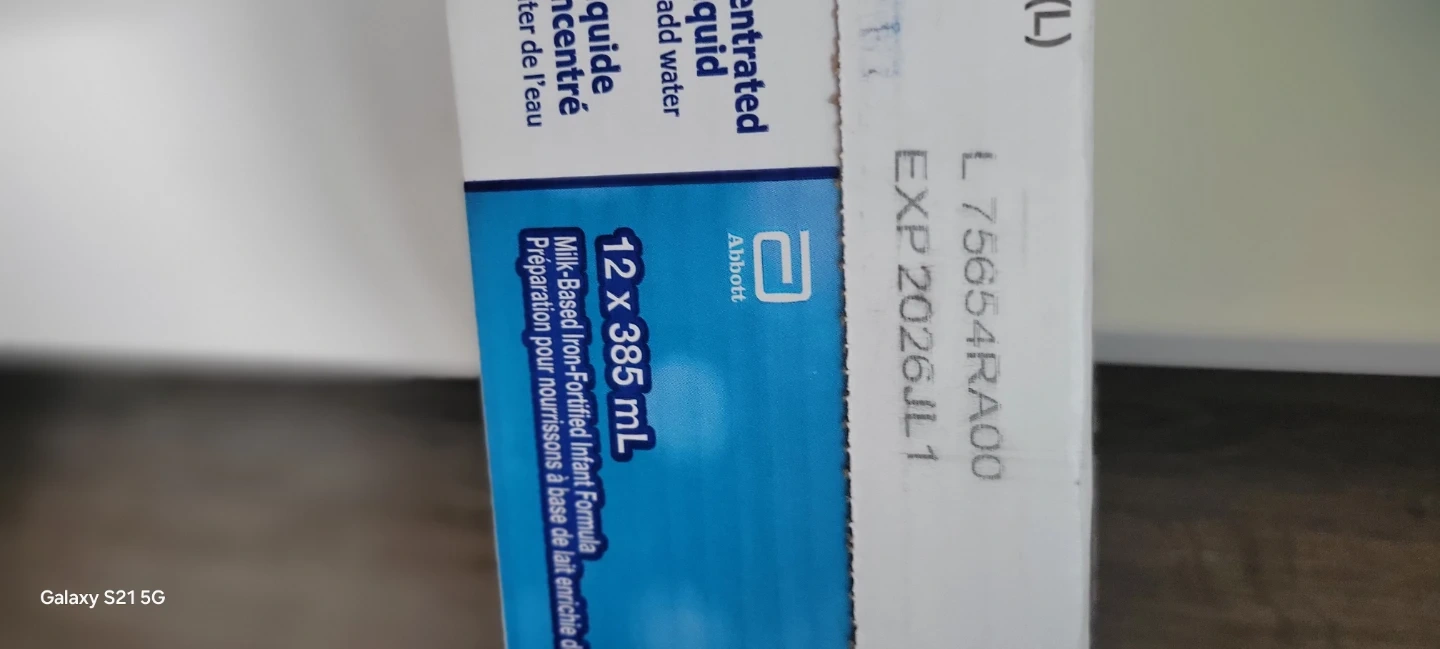 (L)
L 75654RA00
EXP 2026JL1
entrated
quid
add water
quide
ncentré
ter de l'eau
Abbott
12 x 385 mL
Milk-Based Iron-Fortified Infant Formula
Préparation pour nourrissons à base de lait enrichie d
Galaxy S21 5G